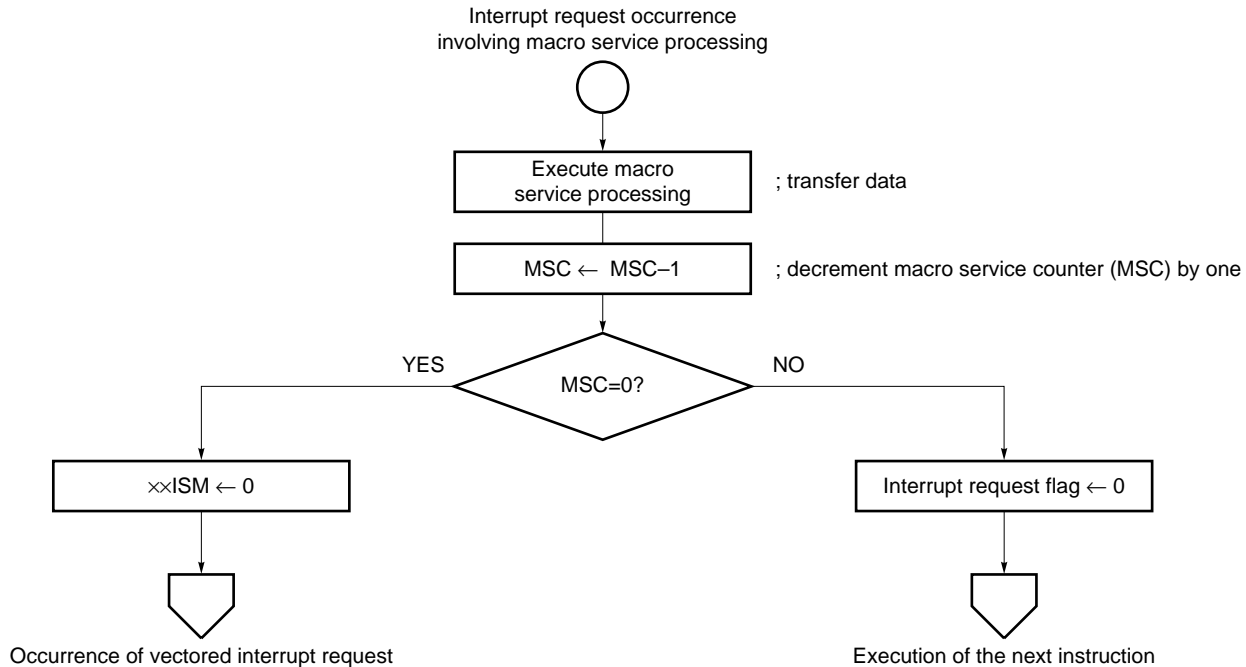 Interrupt request occurrence
involving macro service processing
Execute macro
service processing
; transfer data
MSC ← MSC–1
; decrement macro service counter (MSC) by one
YES
NO
MSC=0?
××ISM ← 0
Interrupt request flag ← 0
Occurrence of vectored interrupt request
Execution of the next instruction